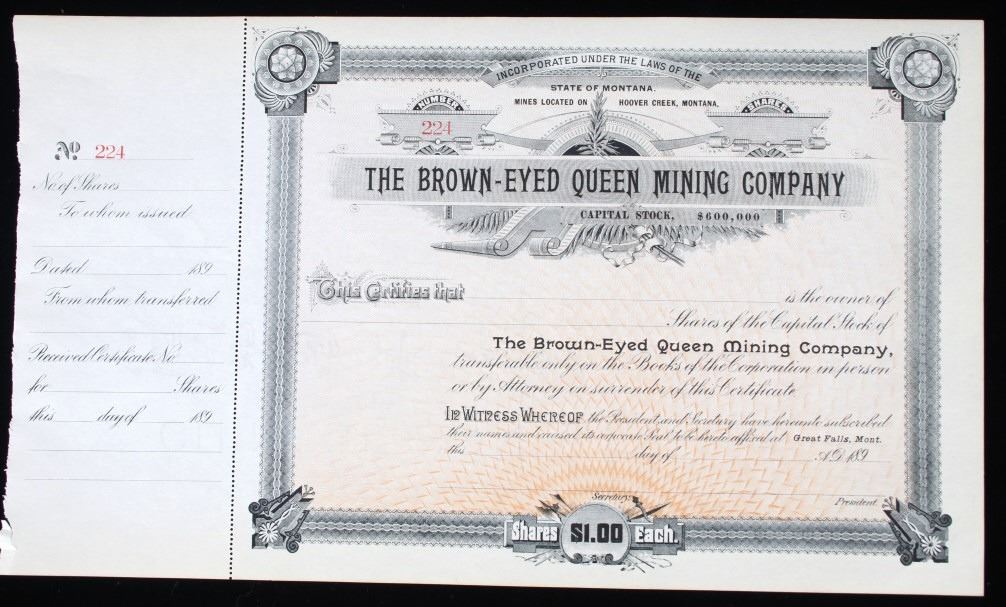 No 224
No of Shares
To whom issued
Dated 189
From whom transferred
Received Certificate No
for Shares
this day of 189
INCORPORATED UNDER THE LAWS OF THE
STATE OF MONTANA.
MINES LOCATED ON HOOVER CREEK, MONTANA.
NUMBER SHARES
224
THE BROWN-EYED QUEEN MINING COMPANY
CAPITAL STOCK, $600,000
This Certifies that is the owner of
Shares of the Capital Stock of
The Brown-Eyed Queen Mining Company,
transferable only on the Books of the Corporation in person
or by Attorney on surrender of this Certificate
IN WITNESS WHEREOF the President and Secretary have hereunto subscribed
their names and caused its corporate Seal to be hereto affixed at Great Falls, Mont.
this day of A.D. 189
Secretary. President.
Shares $1.00 Each.